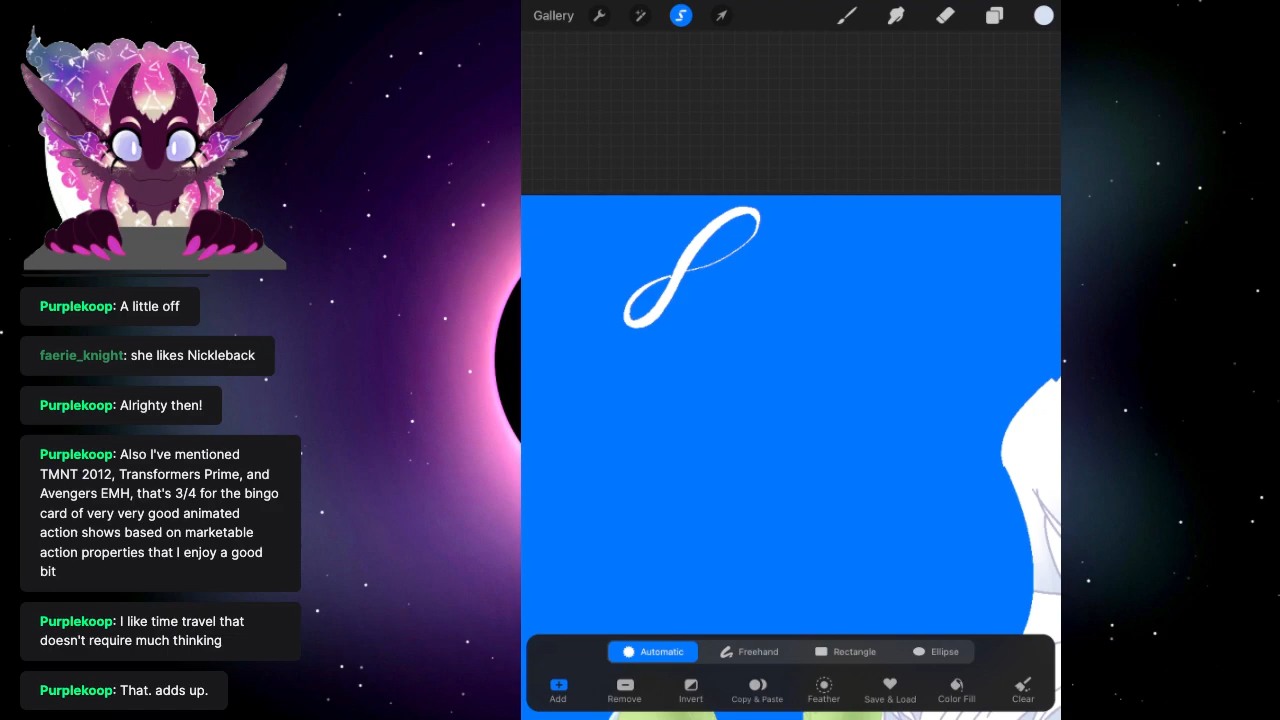 Gallery
Purplekoop: A little off
faerie_knight: she likes Nickleback
Purplekoop: Alrighty then!
Purplekoop: Also I've mentioned
TMNT 2012, Transformers Prime, and
Avengers EMH, that's 3/4 for the bingo
card of very very good animated
action shows based on marketable
action properties that I enjoy a good
bit
Purplekoop: I like time travel that
doesn't require much thinking
Purplekoop: That. adds up.
Automatic Freehand Rectangle Ellipse
Add Remove Invert Copy & Paste Feather Save & Load Color Fill Clear